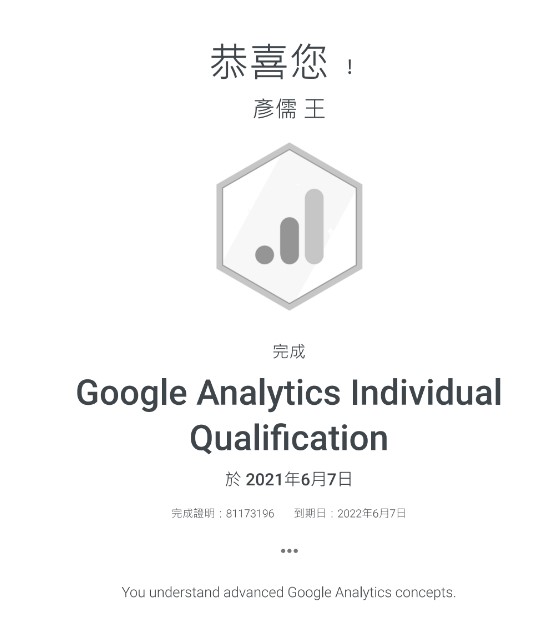 恭喜您 !
彥儒 王
完成
Google Analytics Individual
Qualification
於 2021年6月7日
完成證明：81173196 到期日：2022年6月7日
•••
You understand advanced Google Analytics concepts.